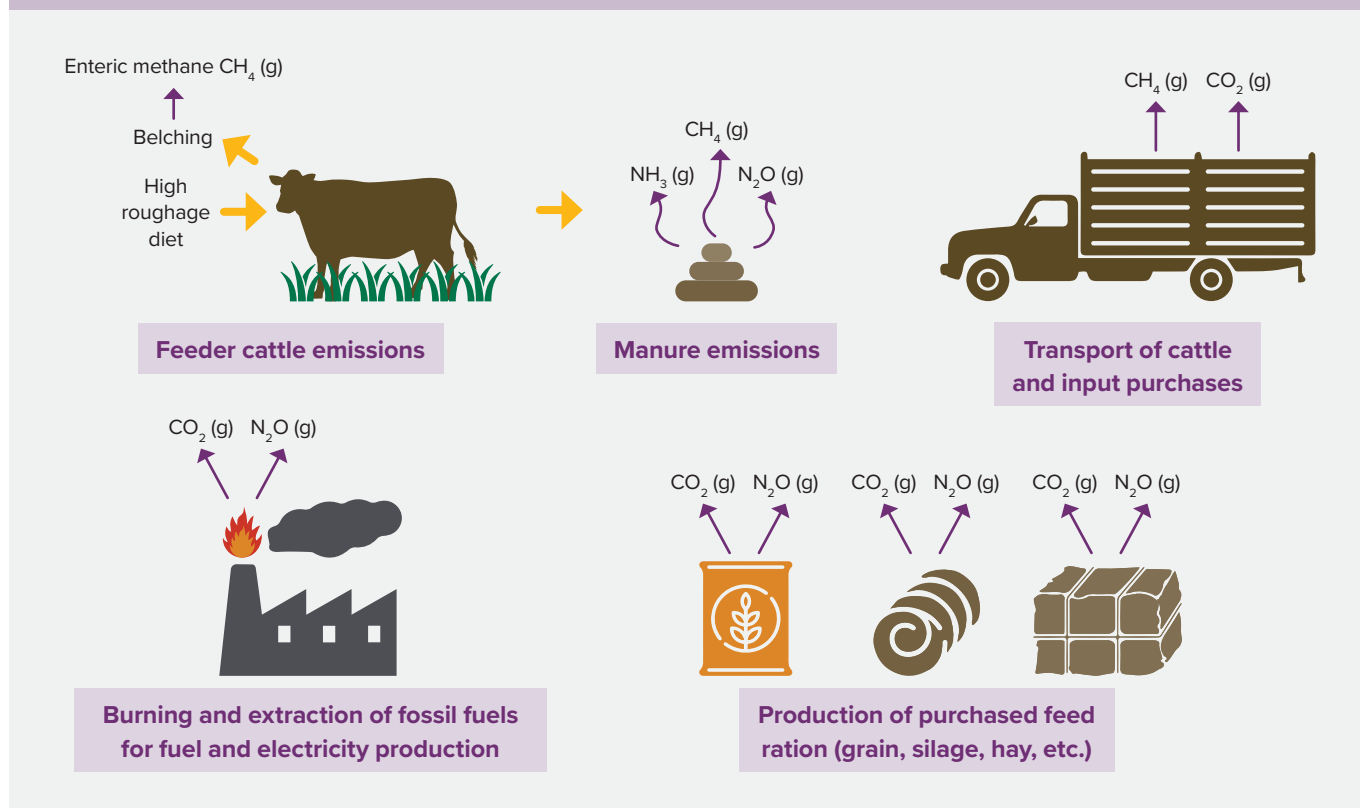 Enteric methane CH₄ (g)
Belching
High
roughage
diet
Feeder cattle emissions
CH₄ (g)
NH₃ (g) N₂O (g)
Manure emissions
CH₄ (g) CO₂ (g)
Transport of cattle
and input purchases
CO₂ (g) N₂O (g)
Burning and extraction of fossil fuels
for fuel and electricity production
CO₂ (g) N₂O (g) CO₂ (g) N₂O (g) CO₂ (g) N₂O (g)
Production of purchased feed
ration (grain, silage, hay, etc.)